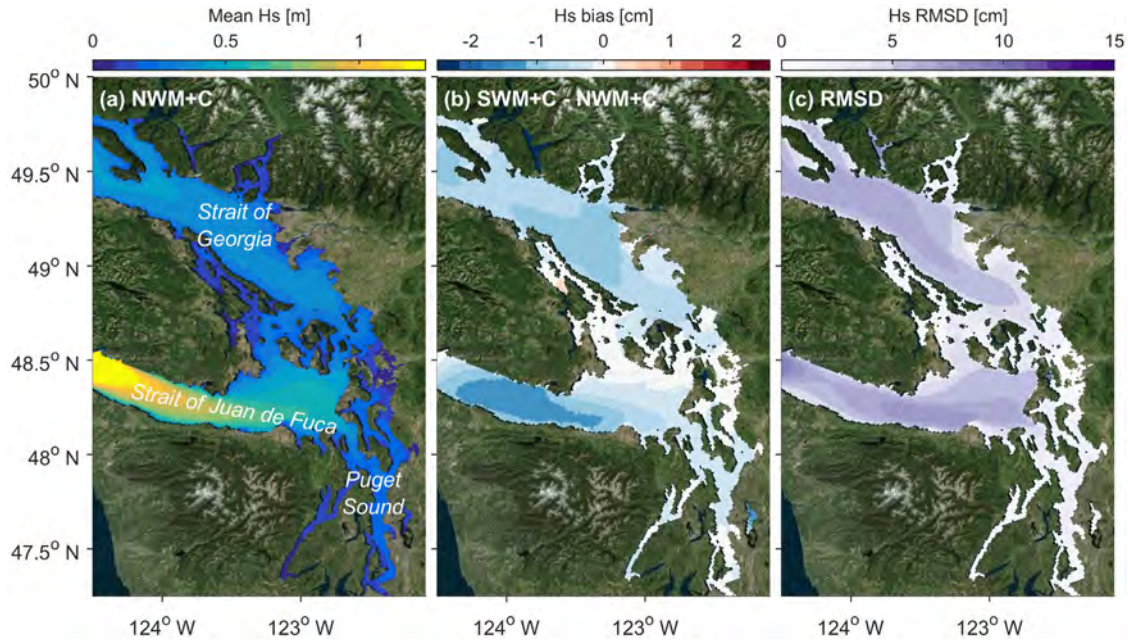 Mean Hs [m]
Hs bias [cm]
Hs RMSD [cm]
0 0.5 1
-2 -1 0 1 2
0 5 10 15
50° N
(a) NWM+C
(b) SWM+C - NWM+C
(c) RMSD
49.5° N
Strait of
Georgia
49° N
48.5° N
Strait of Juan de Fuca
48° N
Puget
Sound
47.5° N
124° W 123° W
124° W 123° W
124° W 123° W